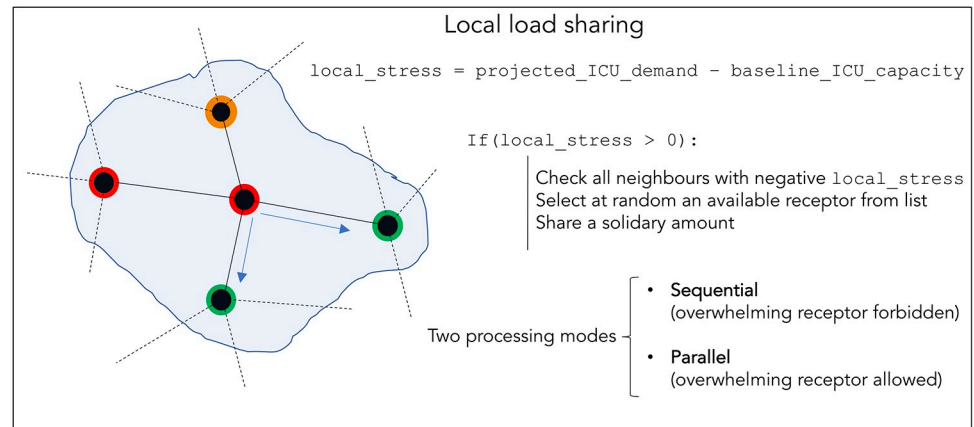 Local load sharing
local_stress = projected_ICU_demand – baseline_ICU_capacity
If(local_stress > 0):
Check all neighbours with negative local_stress
Select at random an available receptor from list
Share a solidary amount
Two processing modes
• Sequential
(overwhelming receptor forbidden)
• Parallel
(overwhelming receptor allowed)